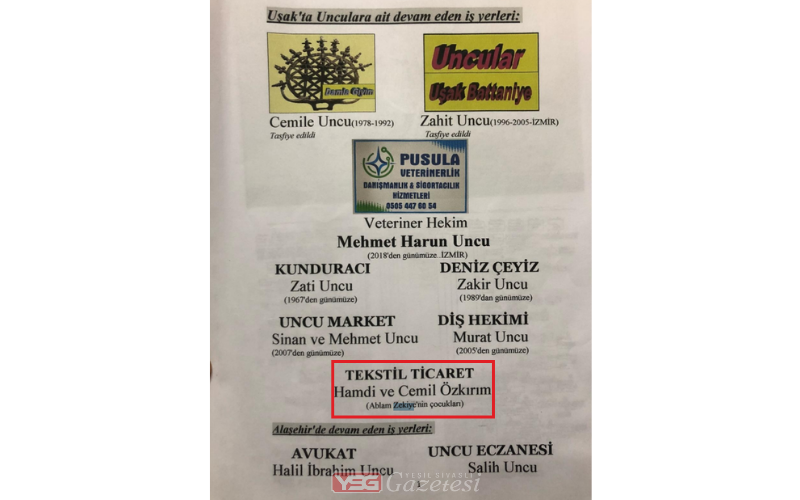 Uşak'ta Unculara ait devam eden iş yerleri:
Damla Giyim
Uncular
Uşak Battaniye
Cemile Uncu(1978-1992)
Tasfiye edildi
Zahit Uncu(1996-2005-İZMİR)
Tasfiye edildi
PUSULA
VETERİNERLİK
DANIŞMANLIK & SİGORTACILIK
HİZMETLERİ
0505 447 60 54
Veteriner Hekim
Mehmet Harun Uncu
(2018'den günümüze..İZMİR)
KUNDURACI
Zati Uncu
(1967'den günümüze)
DENİZ ÇEYİZ
Zakir Uncu
(1989'dan günümüze)
UNCU MARKET
Sinan ve Mehmet Uncu
(2007'den günümüze)
DİŞ HEKİMİ
Murat Uncu
(2005'den günümüze)
TEKSTİL TİCARET
Hamdi ve Cemil Özkırım
(Ablam Zekiye'nin çocukları)
Alaşehir'de devam eden iş yerleri:
AVUKAT
Halil İbrahim Uncu
UNCU ECZANESİ
Salih Uncu
YSG
Gazetesi